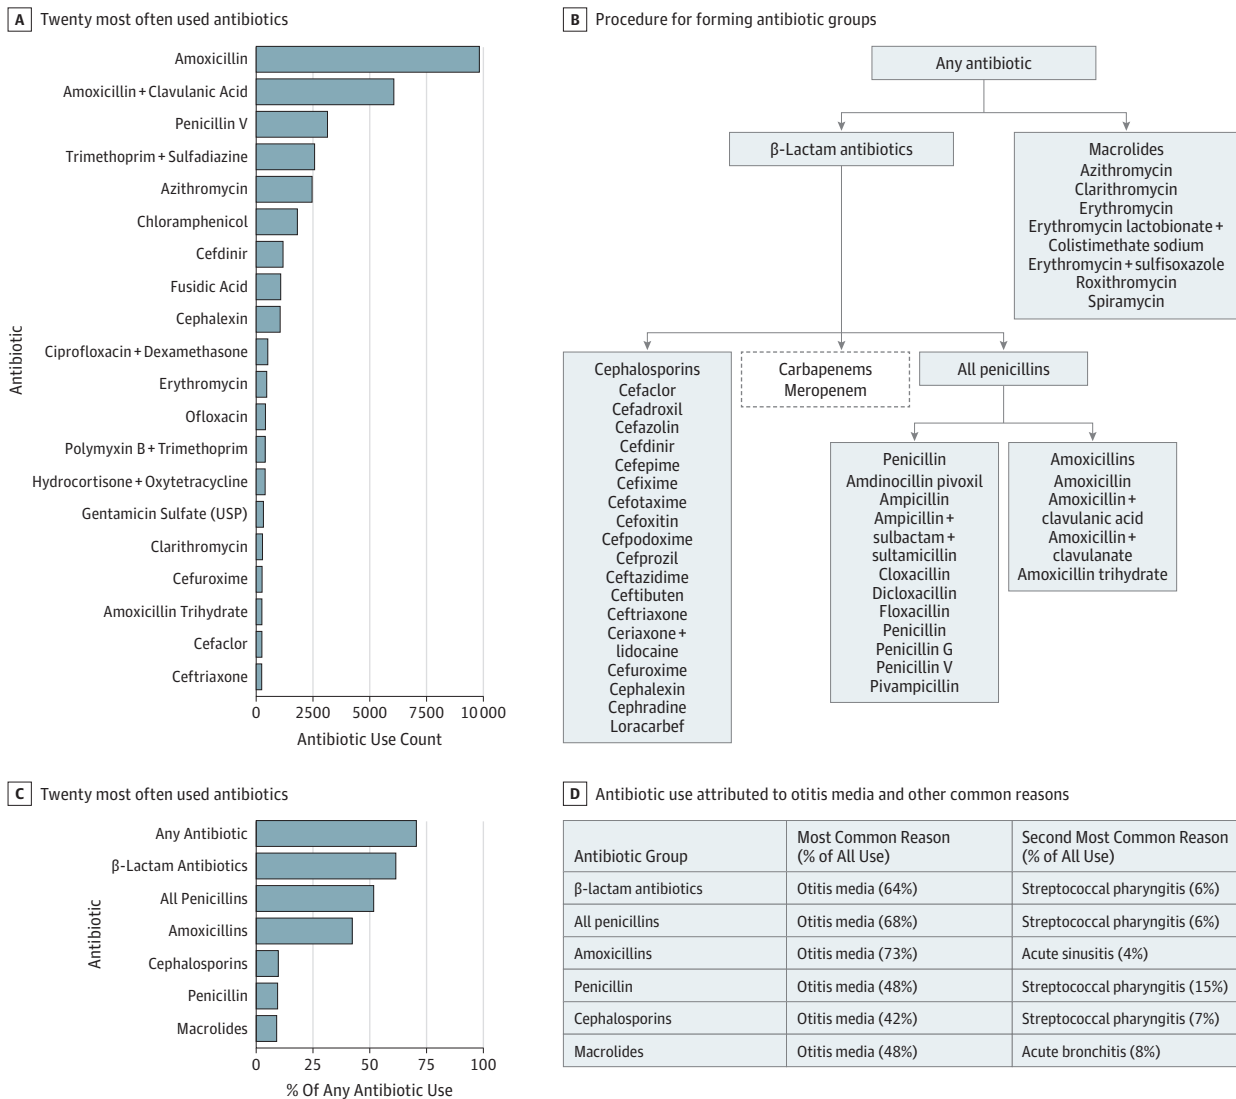 A Twenty most often used antibiotics
Antibiotic
Amoxicillin
Amoxicillin + Clavulanic Acid
Penicillin V
Trimethoprim + Sulfadiazine
Azithromycin
Chloramphenicol
Cefdinir
Fusidic Acid
Cephalexin
Ciprofloxacin + Dexamethasone
Erythromycin
Ofloxacin
Polymyxin B + Trimethoprim
Hydrocortisone + Oxytetracycline
Gentamicin Sulfate (USP)
Clarithromycin
Cefuroxime
Amoxicillin Trihydrate
Cefaclor
Ceftriaxone
0 2500 5000 7500 10 000
Antibiotic Use Count
B Procedure for forming antibiotic groups
Any antibiotic
β-Lactam antibiotics
Macrolides
Azithromycin
Clarithromycin
Erythromycin
Erythromycin lactobionate +
Colistimethate sodium
Erythromycin + sulfisoxazole
Roxithromycin
Spiramycin
Cephalosporins
Cefaclor
Cefadroxil
Cefazolin
Cefdinir
Cefepime
Cefixime
Cefotaxime
Cefoxitin
Cefpodoxime
Cefprozil
Ceftazidime
Ceftibuten
Ceftriaxone
Ceriaxone +
lidocaine
Cefuroxime
Cephalexin
Cephradine
Loracarbef
Carbapenems
Meropenem
All penicillins
Penicillin
Amdinocillin pivoxil
Ampicillin
Ampicillin +
sulbactam +
sultamicillin
Cloxacillin
Dicloxacillin
Floxacillin
Penicillin
Penicillin G
Penicillin V
Pivampicillin
Amoxicillins
Amoxicillin
Amoxicillin +
clavulanic acid
Amoxicillin +
clavulanate
Amoxicillin trihydrate
C Twenty most often used antibiotics
Antibiotic
Any Antibiotic
β-Lactam Antibiotics
All Penicillins
Amoxicillins
Cephalosporins
Penicillin
Macrolides
0 25 50 75 100
% Of Any Antibiotic Use
D Antibiotic use attributed to otitis media and other common reasons
Antibiotic Group
Most Common Reason
(% of All Use)
Second Most Common Reason
(% of All Use)
β-lactam antibiotics Otitis media (64%) Streptococcal pharyngitis (6%)
All penicillins Otitis media (68%) Streptococcal pharyngitis (6%)
Amoxicillins Otitis media (73%) Acute sinusitis (4%)
Penicillin Otitis media (48%) Streptococcal pharyngitis (15%)
Cephalosporins Otitis media (42%) Streptococcal pharyngitis (7%)
Macrolides Otitis media (48%) Acute bronchitis (8%)